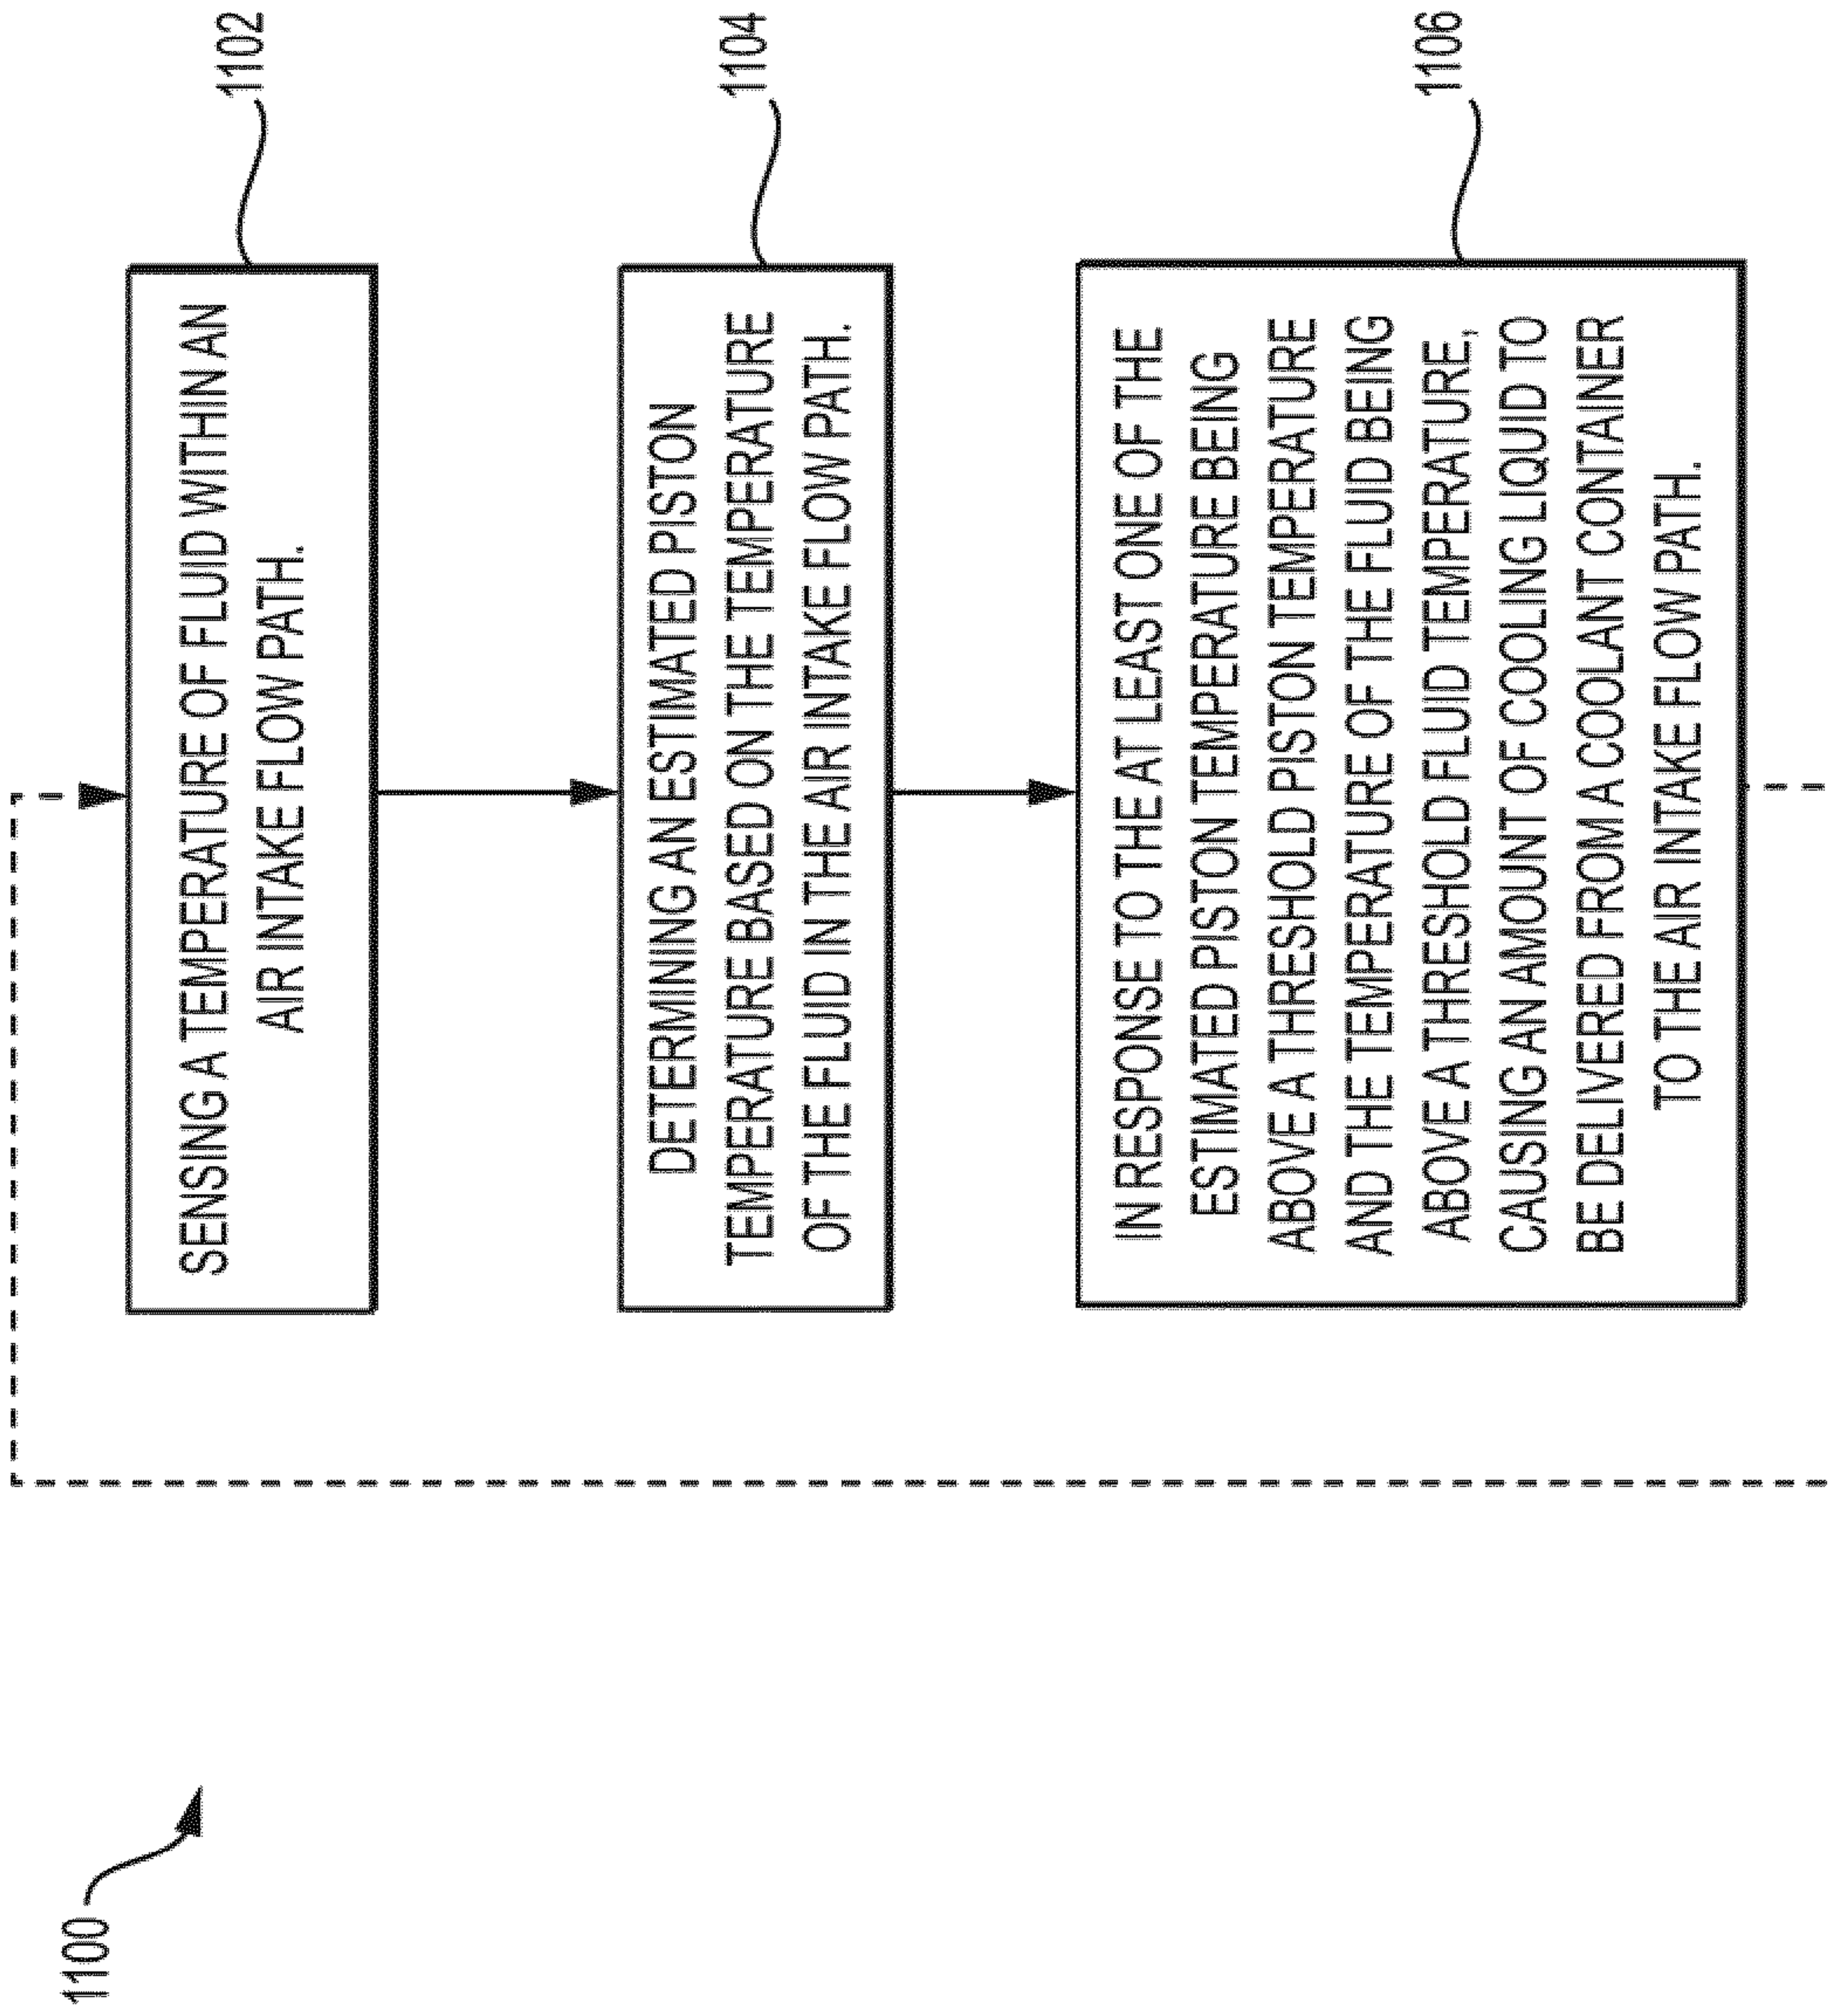 1100
SENSING A TEMPERATURE OF FLUID WITHIN AN
AIR INTAKE FLOW PATH.
1102
DETERMINING AN ESTIMATED PISTON
TEMPERATURE BASED ON THE TEMPERATURE
OF THE FLUID IN THE AIR INTAKE FLOW PATH.
1104
IN RESPONSE TO THE AT LEAST ONE OF THE
ESTIMATED PISTON TEMPERATURE BEING
ABOVE A THRESHOLD PISTON TEMPERATURE
AND THE TEMPERATURE OF THE FLUID BEING
ABOVE A THRESHOLD FLUID TEMPERATURE,
CAUSING AN AMOUNT OF COOLING LIQUID TO
BE DELIVERED FROM A COOLANT CONTAINER
TO THE AIR INTAKE FLOW PATH.
1106